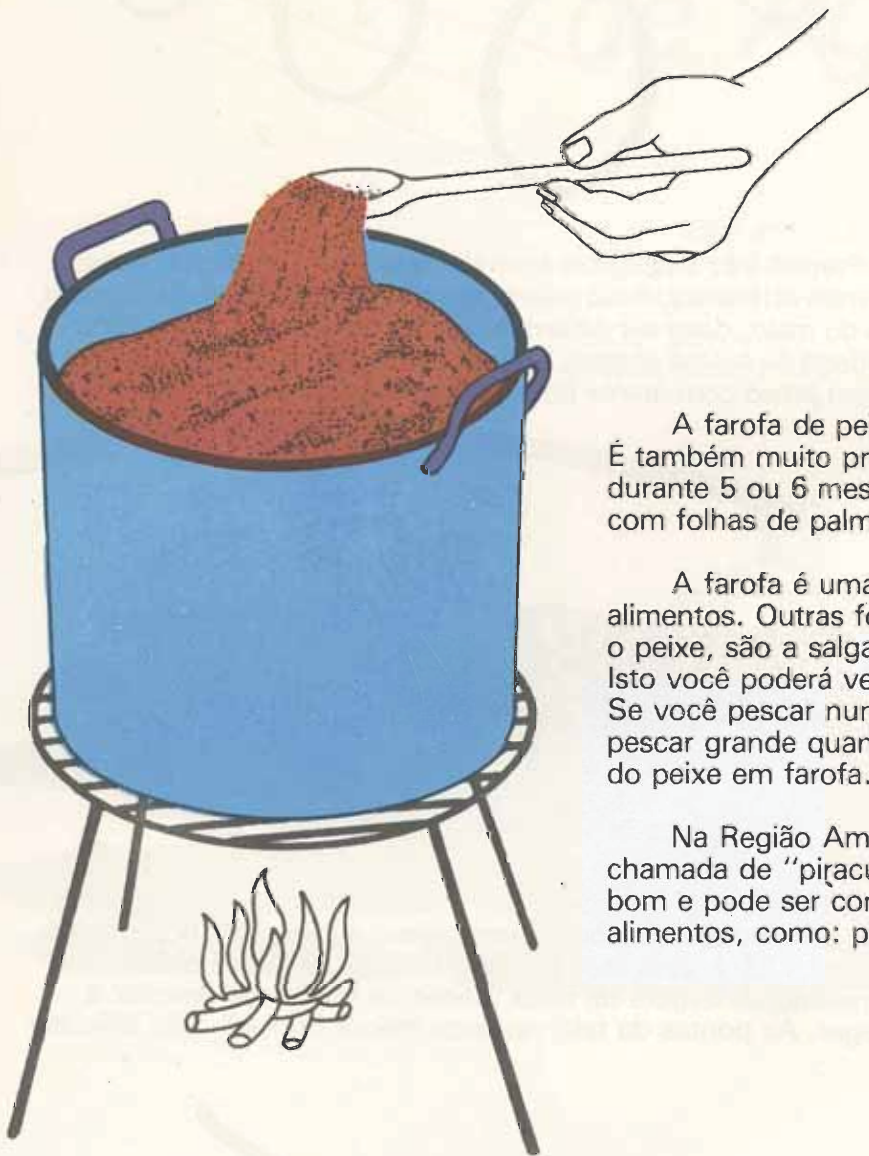 A farofa de pe
É também muito pr
durante 5 ou 6 mes
com folhas de palm
A farofa é uma
alimentos. Outras fo
o peixe, são a salga
Isto você poderá ve
Se você pescar num
pescar grande quan
do peixe em farofa.
Na Região Am
chamada de "piracu
bom e pode ser con
alimentos, como: p